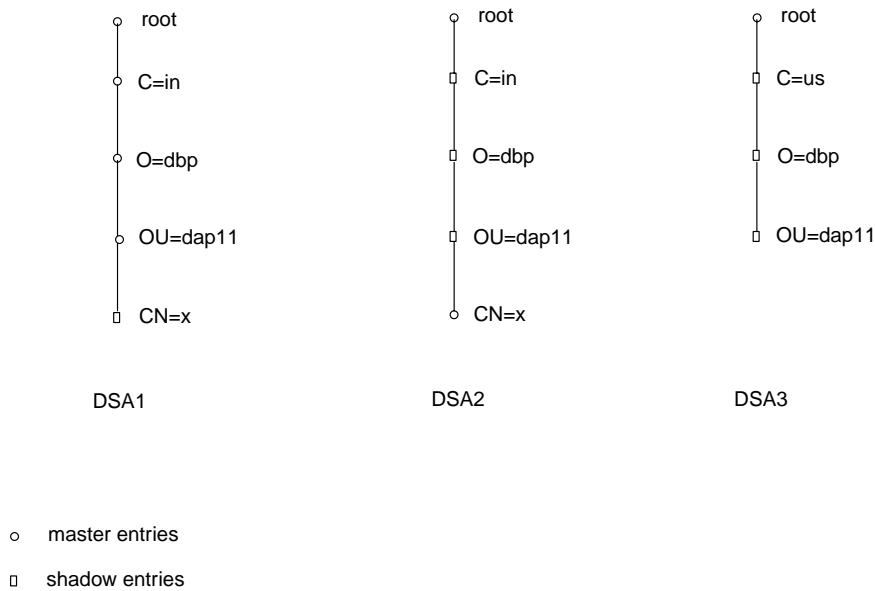 root
C=in
O=dbp
OU=dap11
CN=x
DSA1
root
C=in
O=dbp
OU=dap11
CN=x
DSA2
root
C=us
O=dbp
OU=dap11
DSA3
master entries
shadow entries